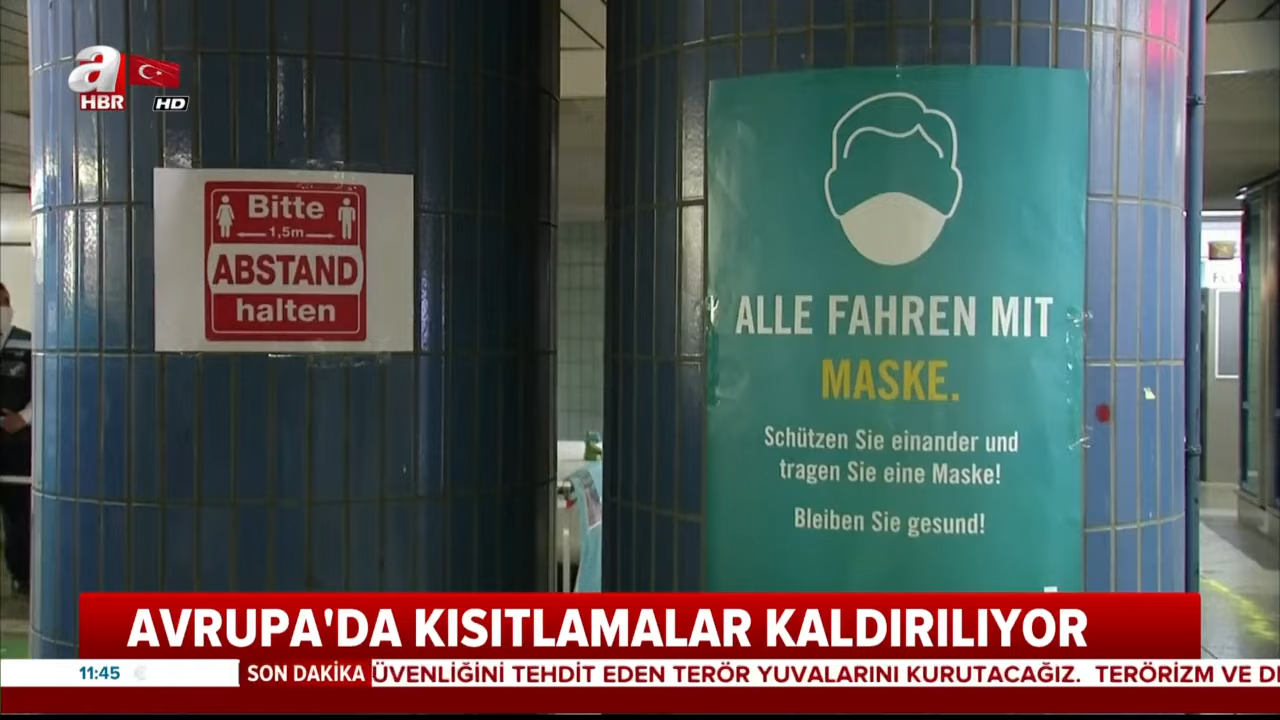 a
HBR
HD
Bitte
1,5m
ABSTAND
halten
ALLE FAHREN MIT
MASKE.
Schützen Sie einander und
tragen Sie eine Maske!
Bleiben Sie gesund!
AVRUPA'DA KISITLAMALAR KALDIRILIYOR
11:45
SON DAKİKA
ÜVENLİĞİNİ TEHDİT EDEN TERÖR YUVALARINI KURUTACAĞIZ. TERÖRİZM VE